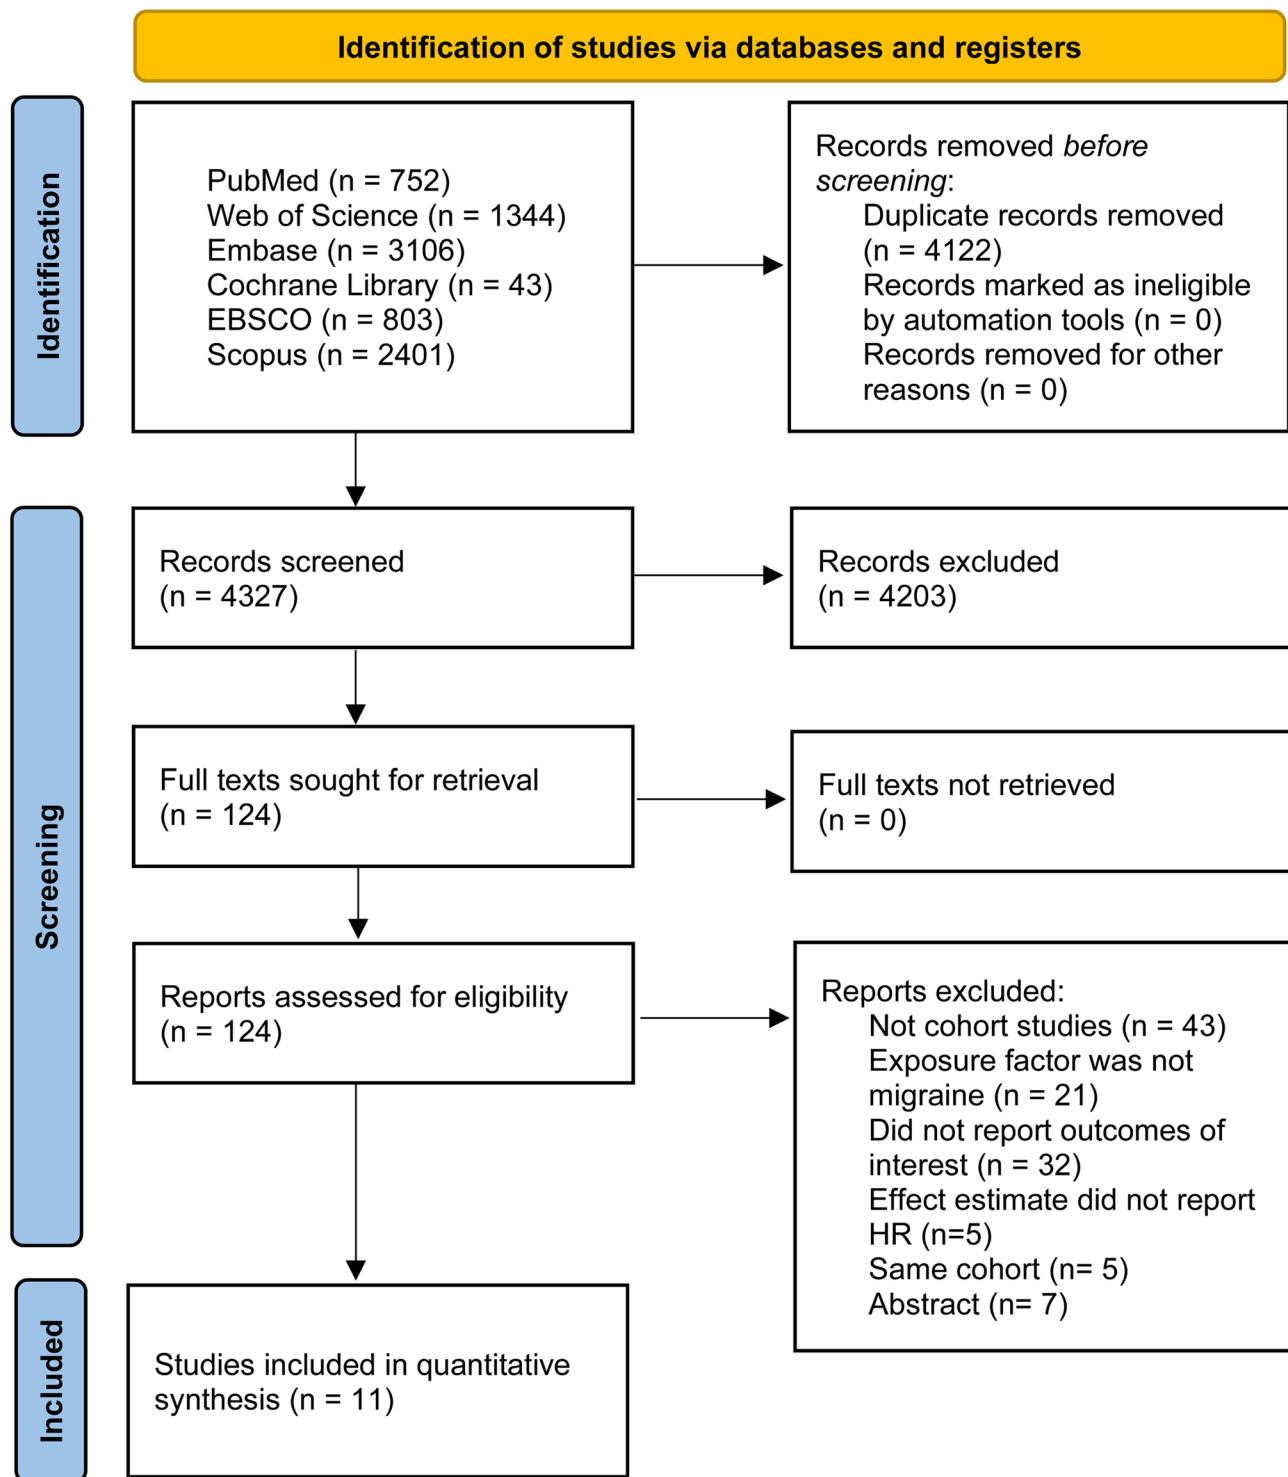 Identification of studies via databases and registers
Identification
PubMed (n = 752)
Web of Science (n = 1344)
Embase (n = 3106)
Cochrane Library (n = 43)
EBSCO (n = 803)
Scopus (n = 2401)
Records removed before
screening:
Duplicate records removed
(n = 4122)
Records marked as ineligible
by automation tools (n = 0)
Records removed for other
reasons (n = 0)
Screening
Records screened
(n = 4327)
Records excluded
(n = 4203)
Full texts sought for retrieval
(n = 124)
Full texts not retrieved
(n = 0)
Reports assessed for eligibility
(n = 124)
Reports excluded:
Not cohort studies (n = 43)
Exposure factor was not
migraine (n = 21)
Did not report outcomes of
interest (n = 32)
Effect estimate did not report
HR (n=5)
Same cohort (n= 5)
Abstract (n= 7)
Included
Studies included in quantitative
synthesis (n = 11)